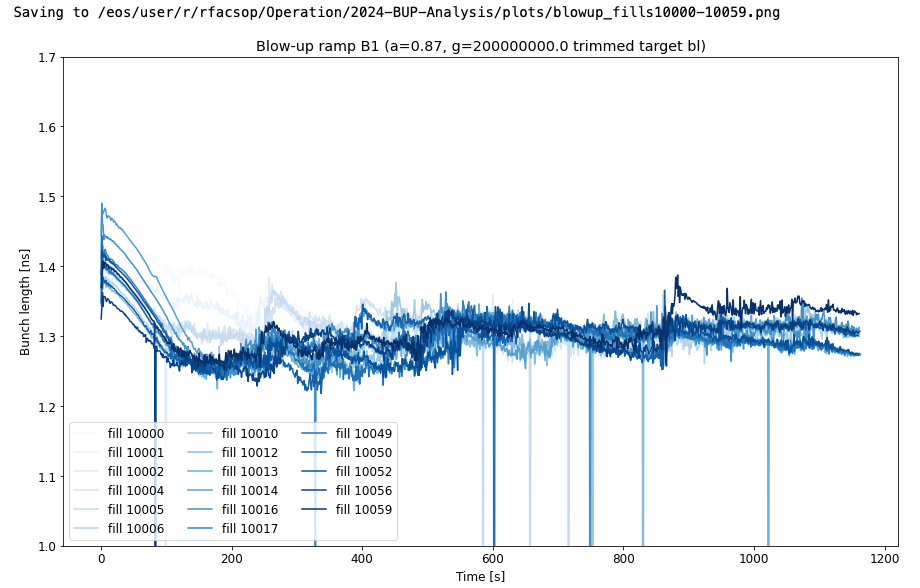 Saving to /eos/user/r/rfacsop/Operation/2024-BUP-Analysis/plots/blowup_fills10000-10059.png
Blow-up ramp B1 (a=0.87, g=200000000.0 trimmed target bl)
1.7
1.6
1.5
1.4
1.3
1.2
1.1
1.0
Bunch length [ns]
fill 10000
fill 10001
fill 10002
fill 10004
fill 10005
fill 10006
fill 10010
fill 10012
fill 10013
fill 10014
fill 10016
fill 10017
fill 10049
fill 10050
fill 10052
fill 10056
fill 10059
0 200 400 600 800 1000 1200
Time [s]